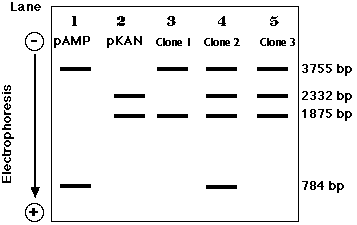 Lane
1 2 3 4 5
− pAMP pKAN Clone 1 Clone 2 Clone 3
3755 bp
2332 bp
1875 bp
Electrophoresis
784 bp
+